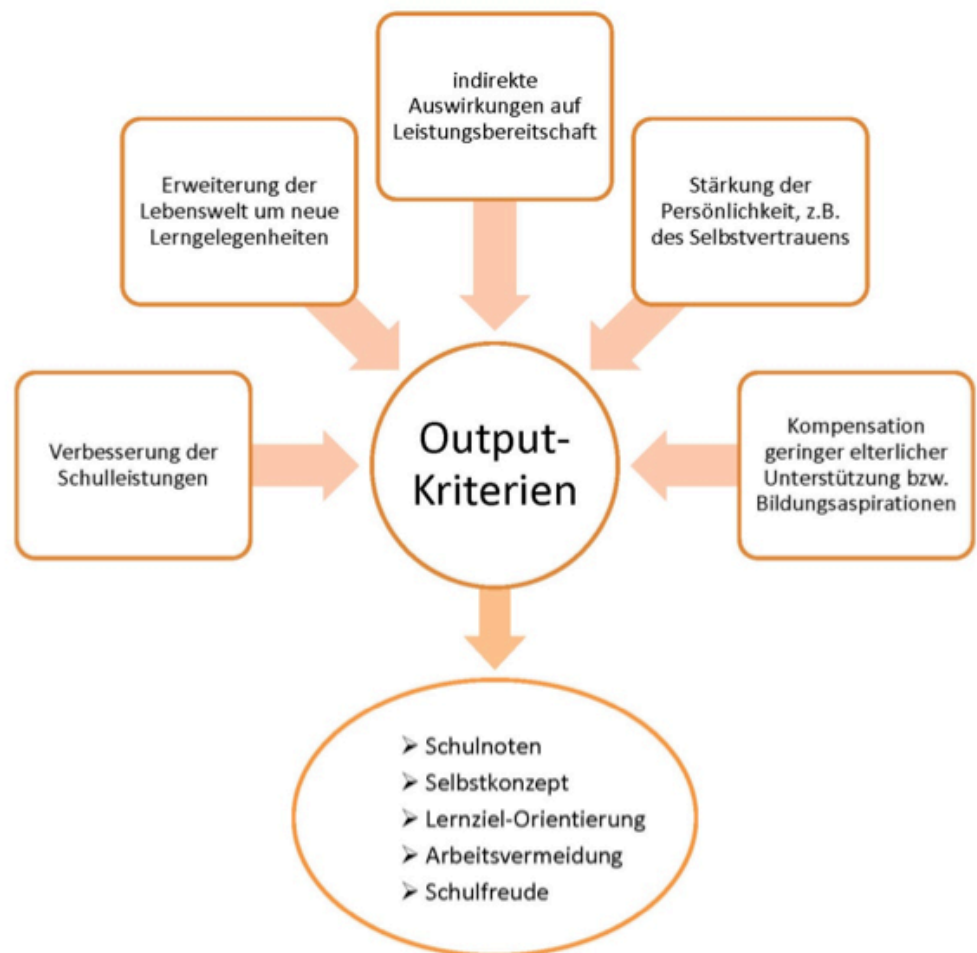 indirekte
Auswirkungen auf
Leistungsbereitschaft
Erweiterung der
Lebenswelt um neue
Lerngelegenheiten
Stärkung der
Persönlichkeit, z.B.
des Selbstvertrauens
Verbesserung der
Schulleistungen
Output-
Kriterien
Kompensation
geringer elterlicher
Unterstützung bzw.
Bildungsaspirationen
➢ Schulnoten
➢ Selbstkonzept
➢ Lernziel-Orientierung
➢ Arbeitsvermeidung
➢ Schulfreude